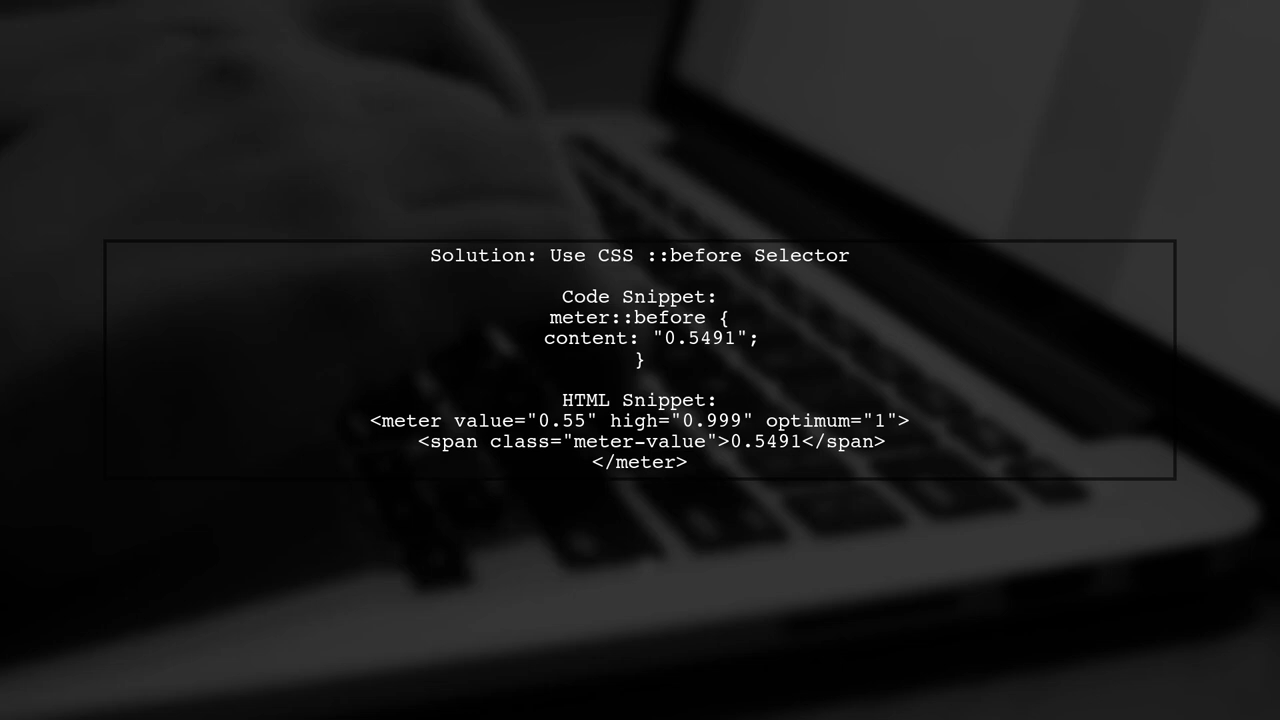 Solution: Use CSS ::before Selector
Code Snippet:
meter::before {
content: "0.5491";
}
HTML Snippet:
<meter value="0.55" high="0.999" optimum="1">
<span class="meter-value">0.5491</span>
</meter>